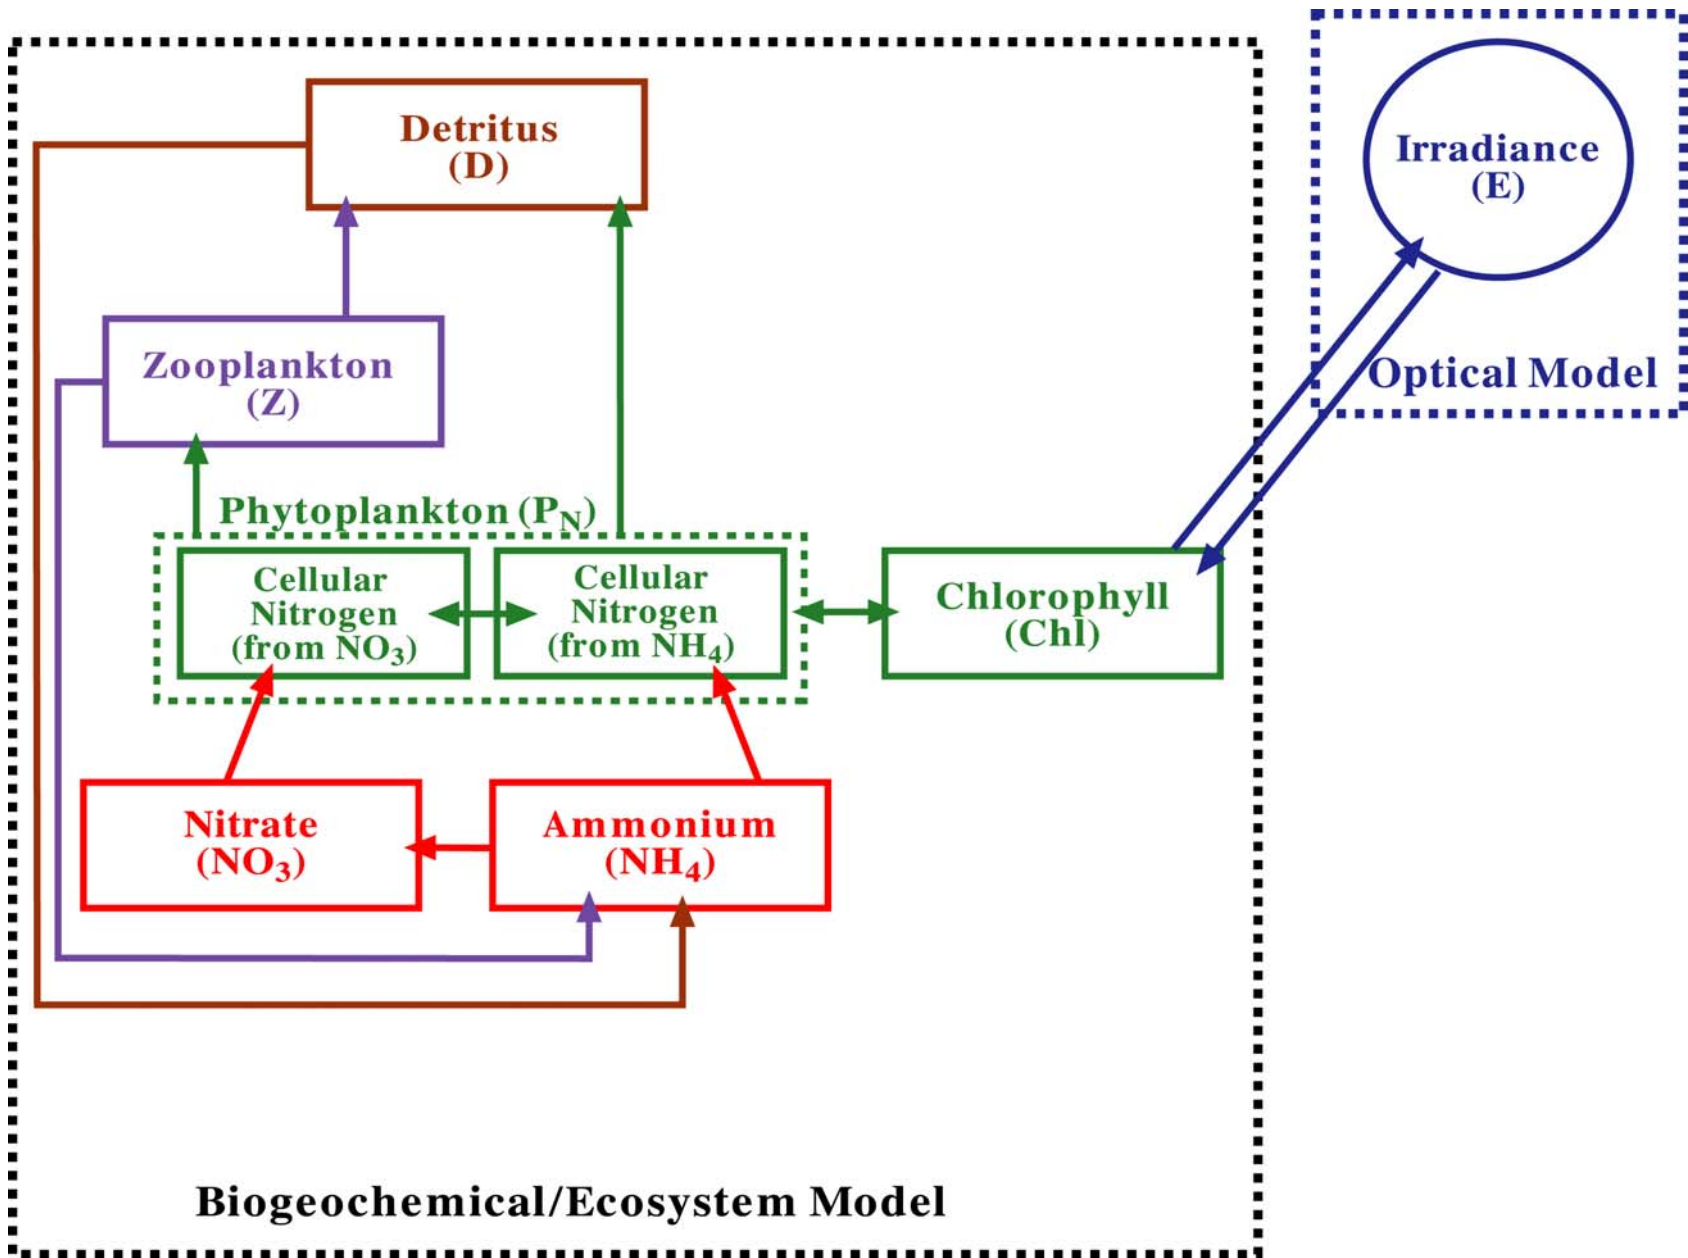 Detritus
(D)
Irradiance
(E)
Optical Model
Zooplankton
(Z)
Phytoplankton (P_N)
Cellular
Nitrogen
(from NO₃)
Cellular
Nitrogen
(from NH₄)
Chlorophyll
(Chl)
Nitrate
(NO₃)
Ammonium
(NH₄)
Biogeochemical/Ecosystem Model